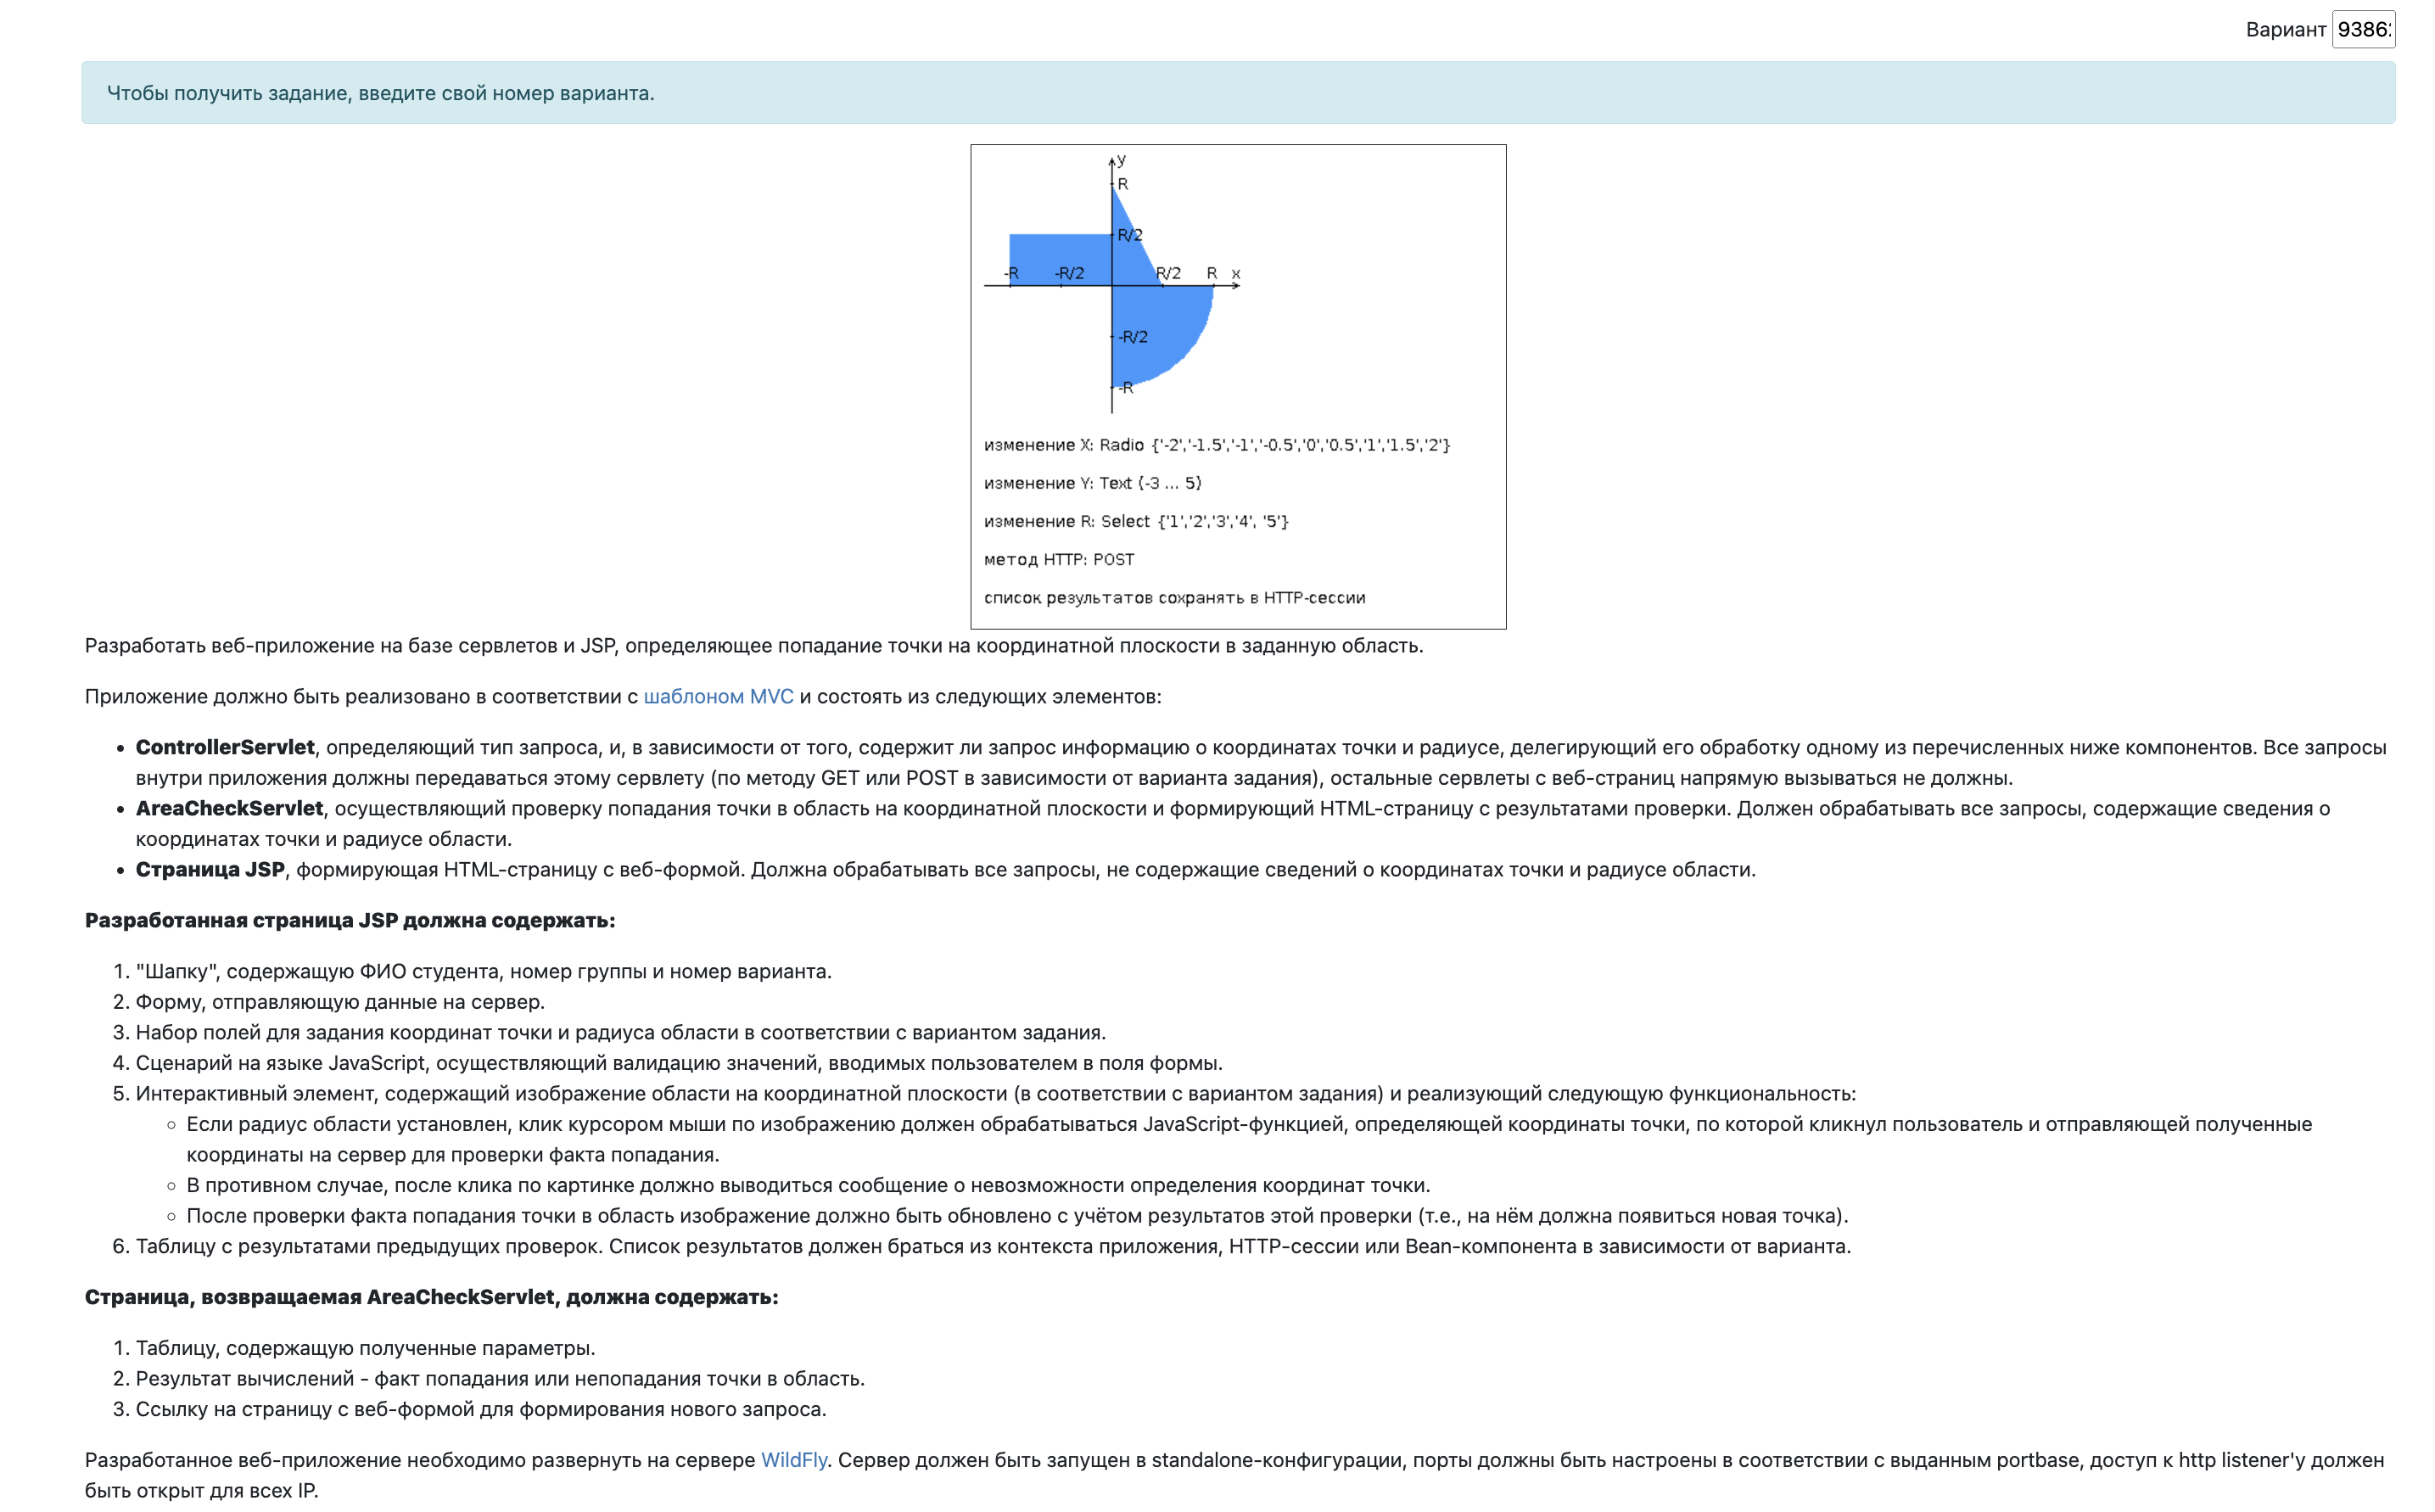 Вариант 9386
Чтобы получить задание, введите свой номер варианта.
y
R
R/2
-R -R/2 R/2 R x
-R/2
-R
изменение X: Radio {'-2','-1.5','-1','-0.5','0','0.5','1','1.5','2'}
изменение Y: Text (-3 ... 5)
изменение R: Select {'1','2','3','4', '5'}
метод HTTP: POST
список результатов сохранять в HTTP-сессии
Разработать веб-приложение на базе сервлетов и JSP, определяющее попадание точки на координатной плоскости в заданную область.
Приложение должно быть реализовано в соответствии с шаблоном MVC и состоять из следующих элементов:
• ControllerServlet, определяющий тип запроса, и, в зависимости от того, содержит ли запрос информацию о координатах точки и радиусе, делегирующий его обработку одному из перечисленных ниже компонентов. Все запросы
внутри приложения должны передаваться этому сервлету (по методу GET или POST в зависимости от варианта задания), остальные сервлеты с веб-страниц напрямую вызываться не должны.
• AreaCheckServlet, осуществляющий проверку попадания точки в область на координатной плоскости и формирующий HTML-страницу с результатами проверки. Должен обрабатывать все запросы, содержащие сведения о
координатах точки и радиусе области.
• Страница JSP, формирующая HTML-страницу с веб-формой. Должна обрабатывать все запросы, не содержащие сведений о координатах точки и радиусе области.
Разработанная страница JSP должна содержать:
1. "Шапку", содержащую ФИО студента, номер группы и номер варианта.
2. Форму, отправляющую данные на сервер.
3. Набор полей для задания координат точки и радиуса области в соответствии с вариантом задания.
4. Сценарий на языке JavaScript, осуществляющий валидацию значений, вводимых пользователем в поля формы.
5. Интерактивный элемент, содержащий изображение области на координатной плоскости (в соответствии с вариантом задания) и реализующий следующую функциональность:
◦ Если радиус области установлен, клик курсором мыши по изображению должен обрабатываться JavaScript-функцией, определяющей координаты точки, по которой кликнул пользователь и отправляющей полученные
координаты на сервер для проверки факта попадания.
◦ В противном случае, после клика по картинке должно выводиться сообщение о невозможности определения координат точки.
◦ После проверки факта попадания точки в область изображение должно быть обновлено с учётом результатов этой проверки (т.е., на нём должна появиться новая точка).
6. Таблицу с результатами предыдущих проверок. Список результатов должен браться из контекста приложения, HTTP-сессии или Bean-компонента в зависимости от варианта.
Страница, возвращаемая AreaCheckServlet, должна содержать:
1. Таблицу, содержащую полученные параметры.
2. Результат вычислений - факт попадания или непопадания точки в область.
3. Ссылку на страницу с веб-формой для формирования нового запроса.
Разработанное веб-приложение необходимо развернуть на сервере WildFly. Сервер должен быть запущен в standalone-конфигурации, порты должны быть настроены в соответствии с выданным portbase, доступ к http listener'у должен
быть открыт для всех IP.